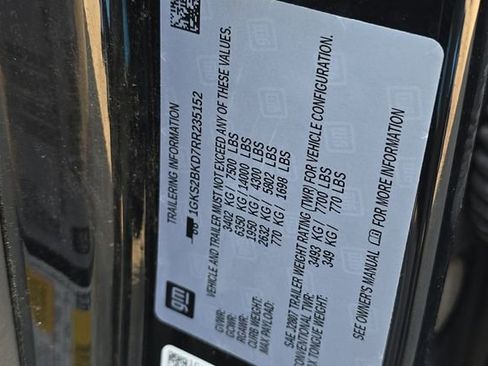 TRAILERING INFORMATION
1GKS2BKD7RR235152
gm
VEHICLE AND TRAILER MUST NOT EXCEED ANY OF THESE VALUES.
GVWR: 3402 KG / 7500 LBS
GCWR: 6350 KG / 14000 LBS
RGAWR: 1950 KG / 4300 LBS
CURB WEIGHT: 2632 KG / 5802 LBS
MAX PAYLOAD: 770 KG / 1698 LBS
SAE J2807 TRAILER WEIGHT RATING (TWR) FOR VEHICLE CONFIGURATION.
CONVENTIONAL TWR: 3493 KG / 7700 LBS
MAX TONGUE WEIGHT: 349 KG / 770 LBS
SEE OWNER'S MANUAL FOR MORE INFORMATION